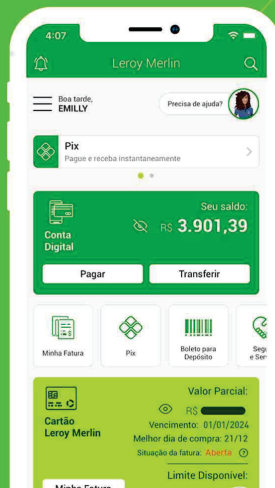 4:07
Leroy Merlin
Boa tarde,
EMILLY
Precisa de ajuda?
Pix
Pague e receba instantaneamente
Seu saldo:
R$ 3.901,39
Conta
Digital
Pagar
Transferir
Minha Fatura
Pix
Boleto para
Depósito
Segu
e Ser
Valor Parcial:
R$
Cartão
Leroy Merlin
Vencimento: 01/01/2024
Melhor dia de compra: 21/12
Situação da fatura: Aberta
Limite Disponível:
Minha Fatura